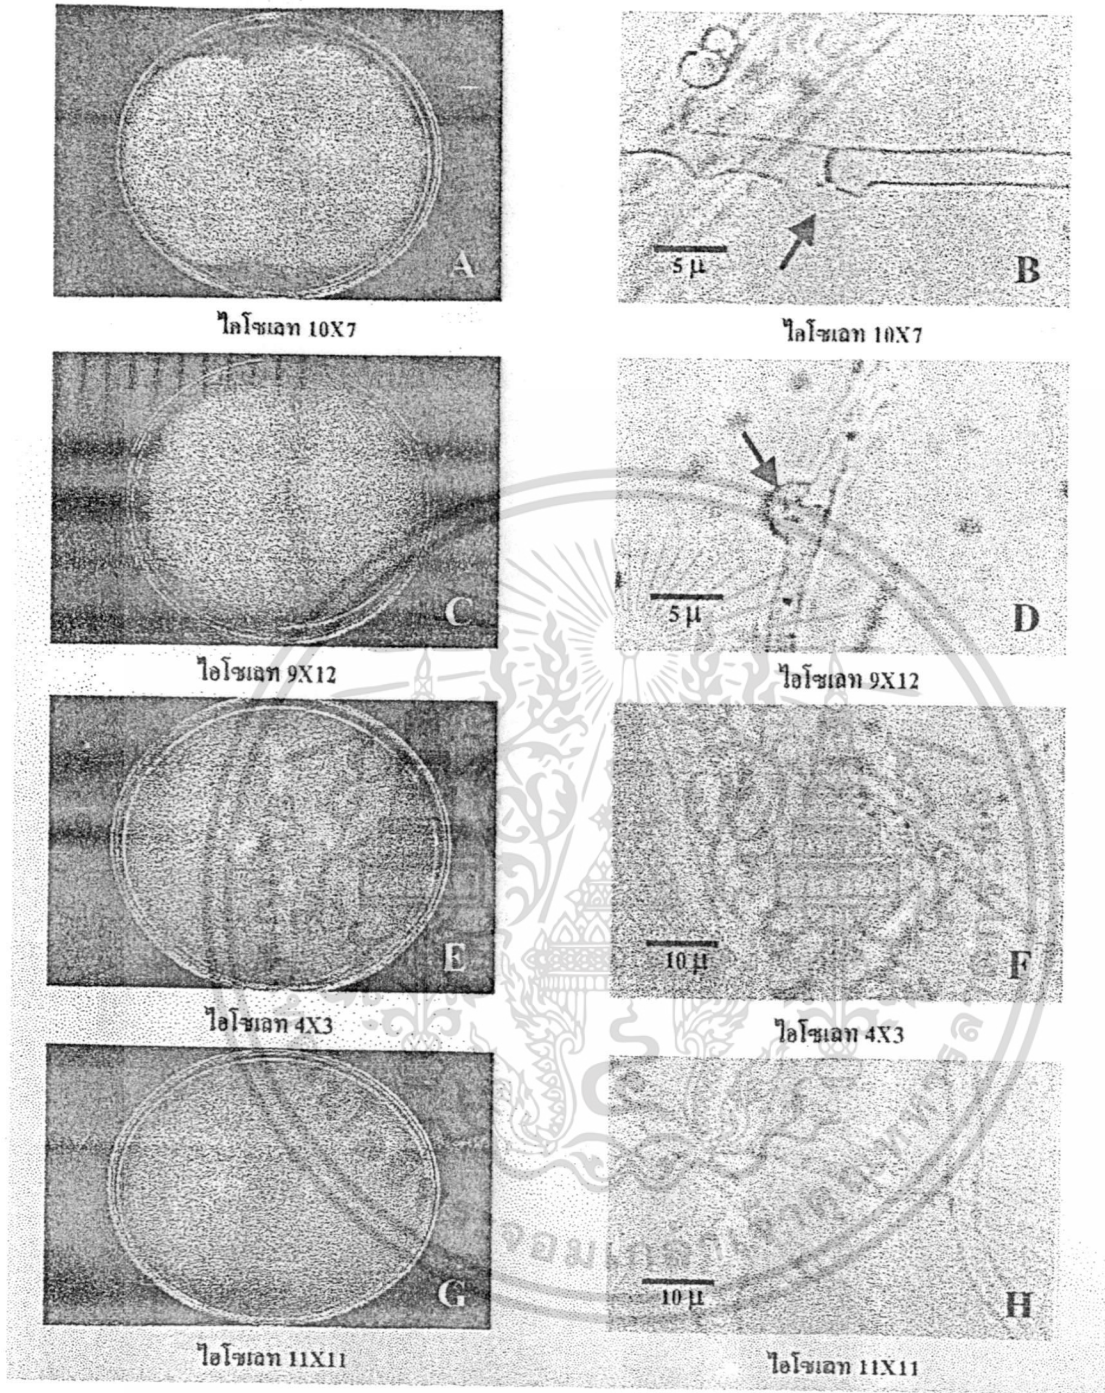 A
5 μ
B
ไอโซเลท 10X7
ไอโซเลท 10X7
C
5 μ
D
ไอโซเลท 9X12
ไอโซเลท 9X12
E
10 μ
F
ไอโซเลท 4X3
ไอโซเลท 4X3
G
10 μ
H
ไอโซเลท 11X11
ไอโซเลท 11X11